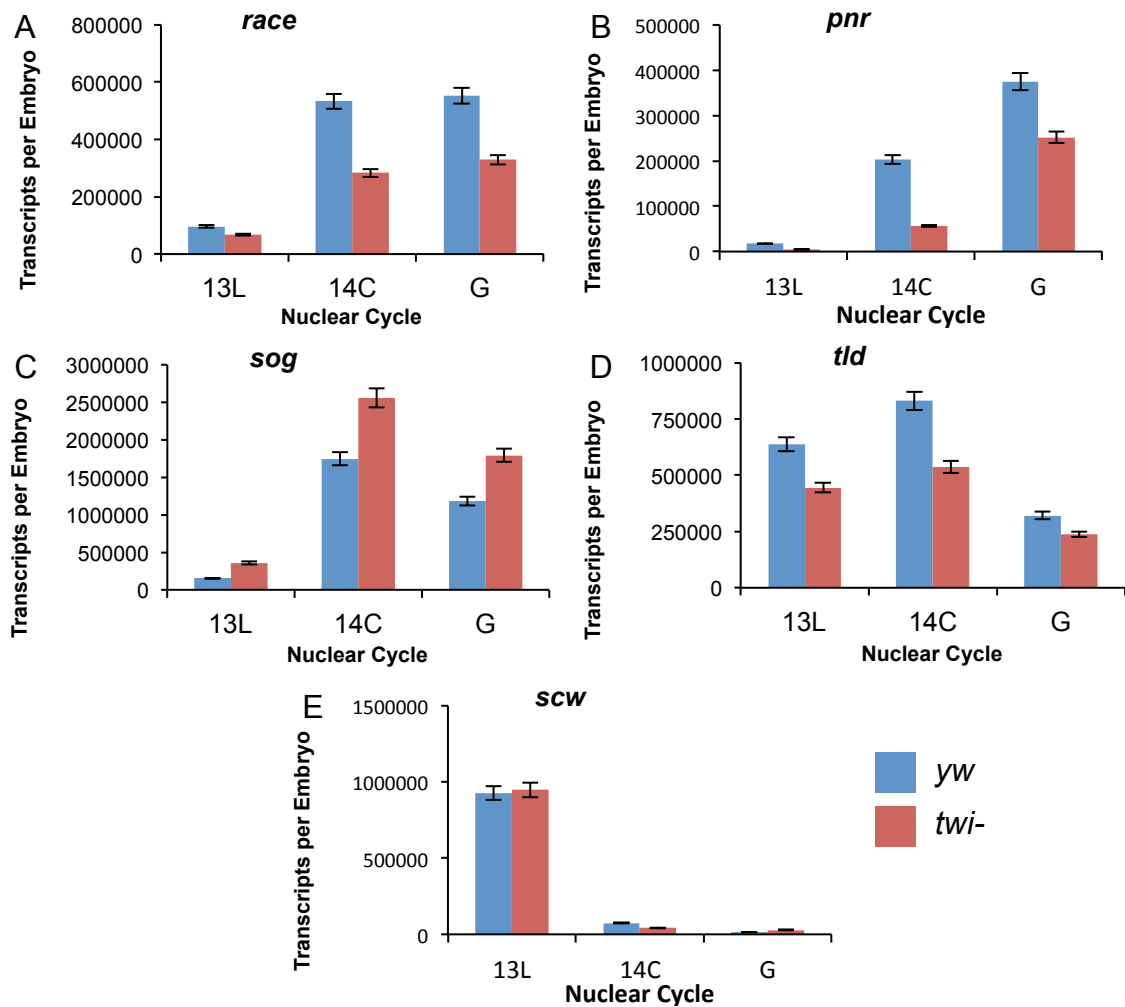 A
race
Transcripts per Embryo
800000
600000
400000
200000
0
13L 14C G
Nuclear Cycle
B
pnr
Transcripts per Embryo
500000
400000
300000
200000
100000
0
13L 14C G
Nuclear Cycle
C
sog
Transcripts per Embryo
3000000
2500000
2000000
1500000
1000000
500000
0
13L 14C G
Nuclear Cycle
D
tld
Transcripts per Embryo
1000000
750000
500000
250000
0
13L 14C G
Nuclear Cycle
E
scw
Transcripts per Embryo
1500000
1000000
500000
0
13L 14C G
Nuclear Cycle
yw
twi-